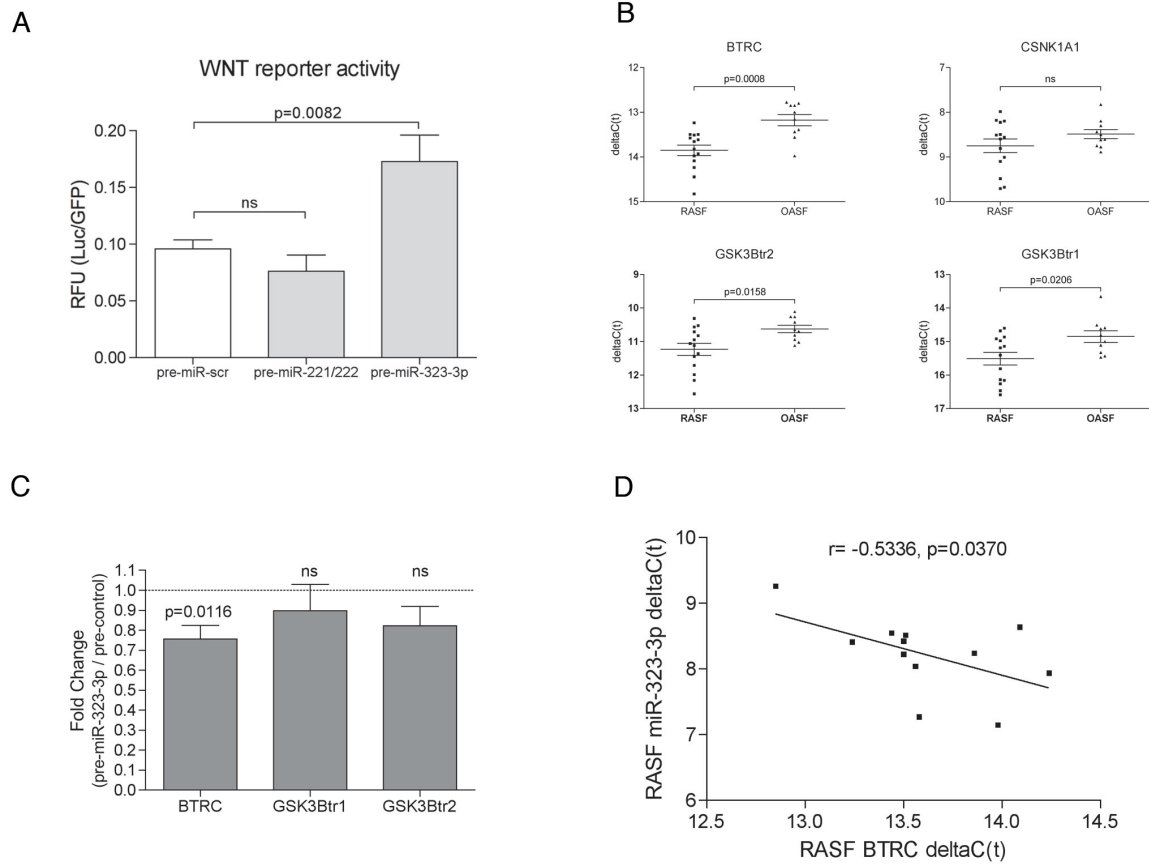 A
WNT reporter activity
p=0.0082
ns
RFU (Luc/GFP)
0.20
0.15
0.10
0.05
0.00
pre-miR-scr pre-miR-221/222 pre-miR-323-3p
B
BTRC
p=0.0008
deltaC(t)
12
13
14
15
RASF OASF
CSNK1A1
ns
deltaC(t)
7
8
9
10
RASF OASF
GSK3Btr2
p=0.0158
deltaC(t)
9
10
11
12
13
RASF OASF
GSK3Btr1
p=0.0206
deltaC(t)
13
14
15
16
17
RASF OASF
C
Fold Change
(pre-miR-323-3p / pre-control)
1.1
1.0
0.9
0.8
0.7
0.6
0.5
0.4
0.3
0.2
0.1
0.0
p=0.0116
ns
ns
BTRC GSK3Btr1 GSK3Btr2
D
r= -0.5336, p=0.0370
RASF miR-323-3p deltaC(t)
10
9
8
7
6
12.5 13.0 13.5 14.0 14.5
RASF BTRC deltaC(t)